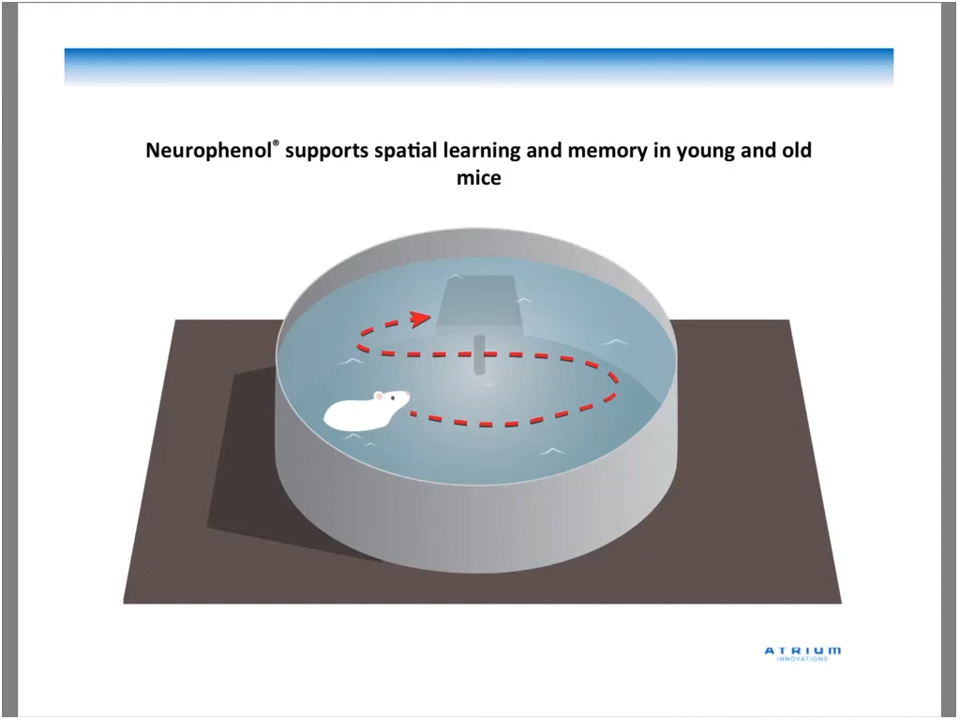 Neurophenol® supports spatial learning and memory in young and old
mice
ATRIUM
INNOVATIONS